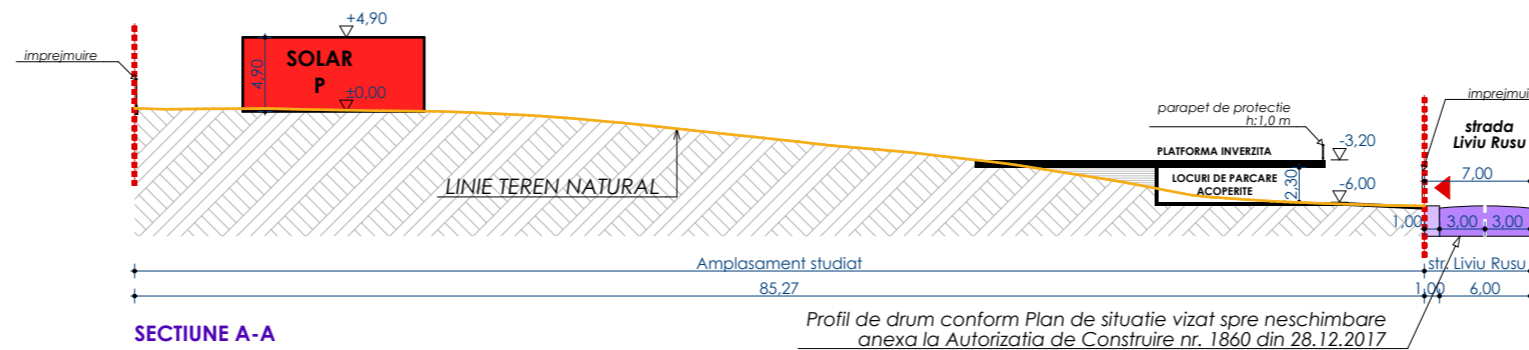 +4,90
imprejmuire
SOLAR
P
4,90
±0,00
imprejmui
parapet de protectie
h:1,0 m
strada
Liviu Rusu
PLATFORMA INVERZITA
-3,20
7,00
LINIE TEREN NATURAL
LOCURI DE PARCARE
ACOPERITE
2,30
-6,00
1,00
3,00
3,00
Amplasament studiat
str. Liviu Rusu
85,27
1,00
6,00
SECTIUNE A-A
Profil de drum conform Plan de situatie vizat spre neschimbare
anexa la Autorizatia de Construire nr. 1860 din 28.12.2017